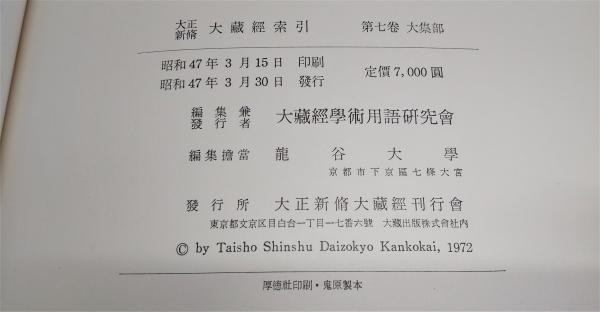 大正新脩 大藏經索引 第七卷 大集部
昭和47年3月15日 印刷
昭和47年3月30日 發行
定價7,000圓
編集兼發行者 大藏經學術用語研究會
編集擔當 龍谷大學
京都市下京區七條大宮
發行所 大正新脩大藏經刊行會
東京都文京区目白台一丁目一七番六號 大藏出版株式會社內
© by Taisho Shinshu Daizokyo Kankokai, 1972
厚德社印刷・鬼原製本